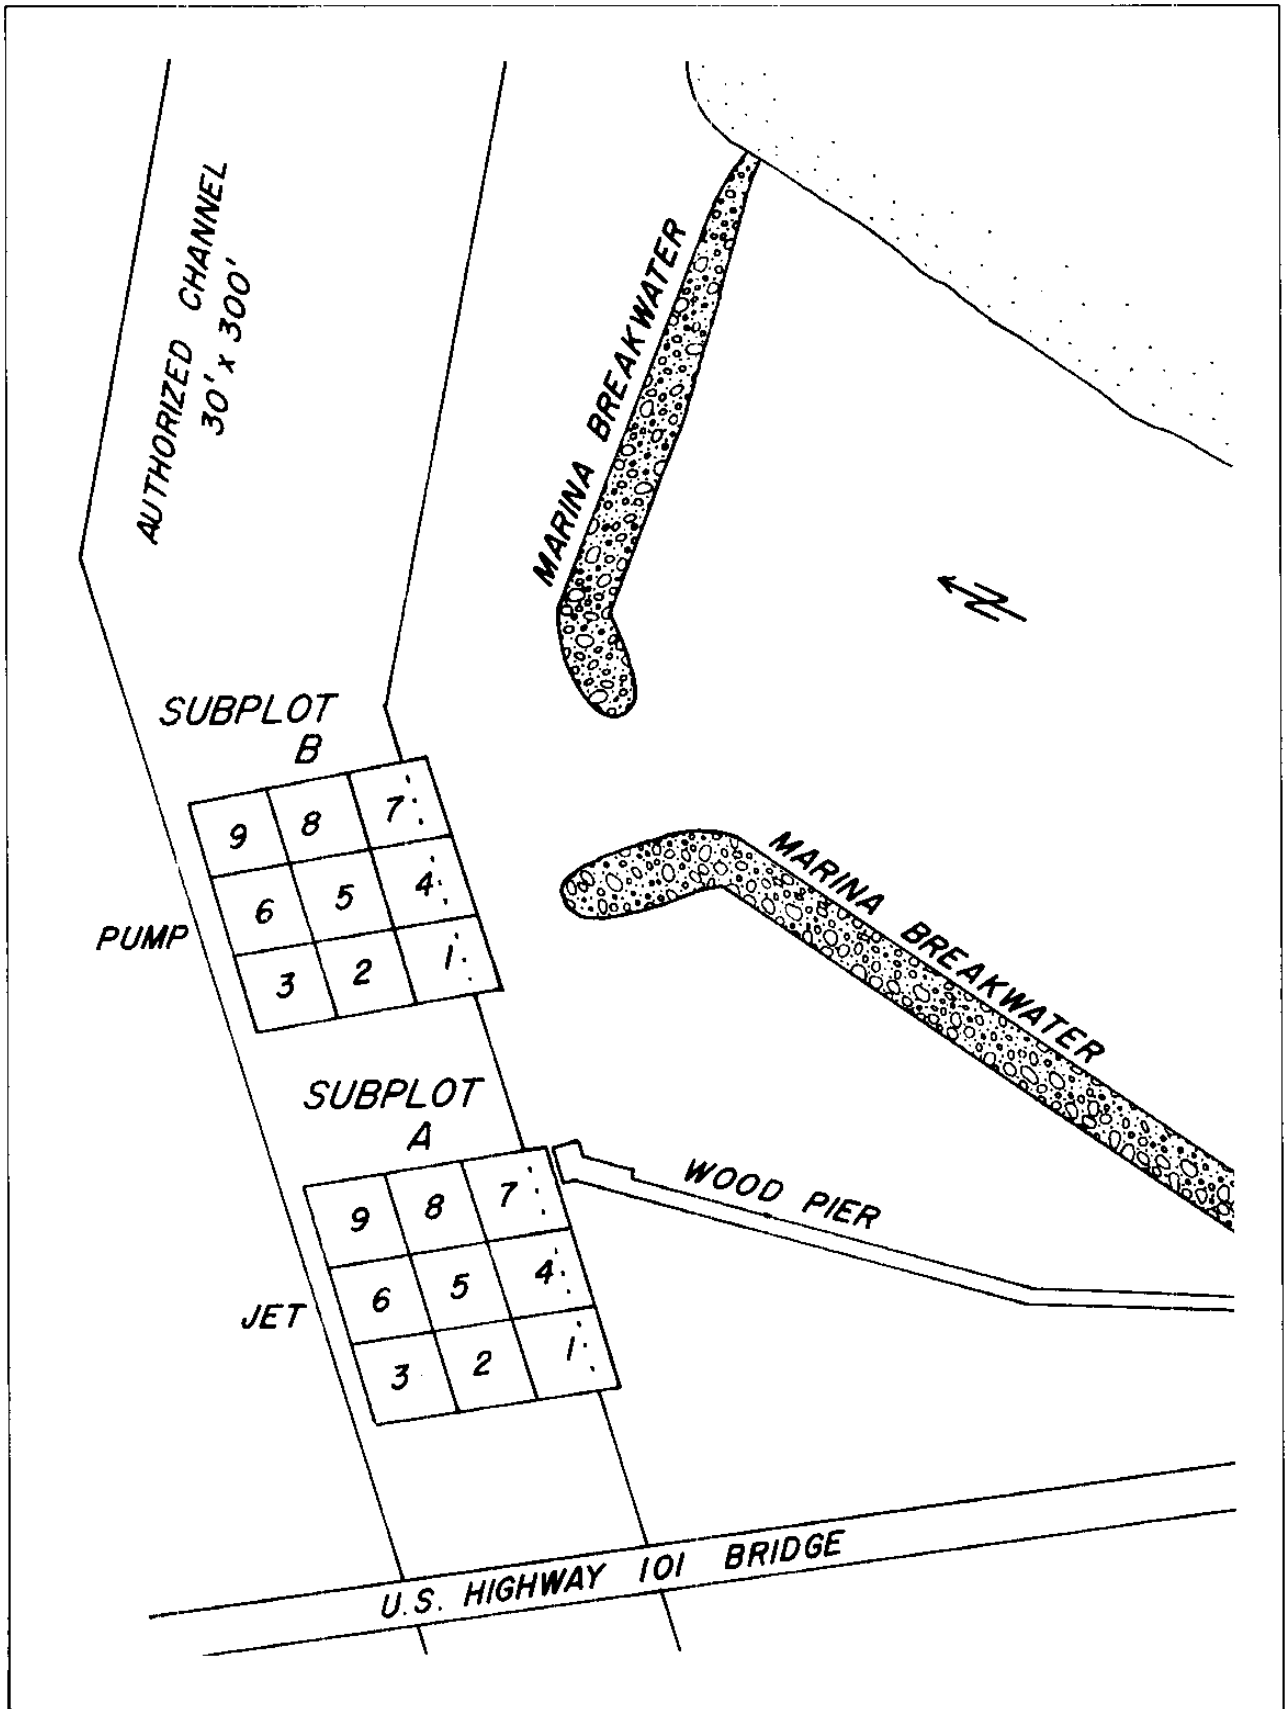 AUTHORIZED CHANNEL
30' x 300'
MARINA BREAKWATER
N
SUBPLOT
B
9 8 7
6 5 4
3 2 1
PUMP
MARINA BREAKWATER
SUBPLOT
A
9 8 7
6 5 4
3 2 1
JET
WOOD PIER
U.S. HIGHWAY 101 BRIDGE